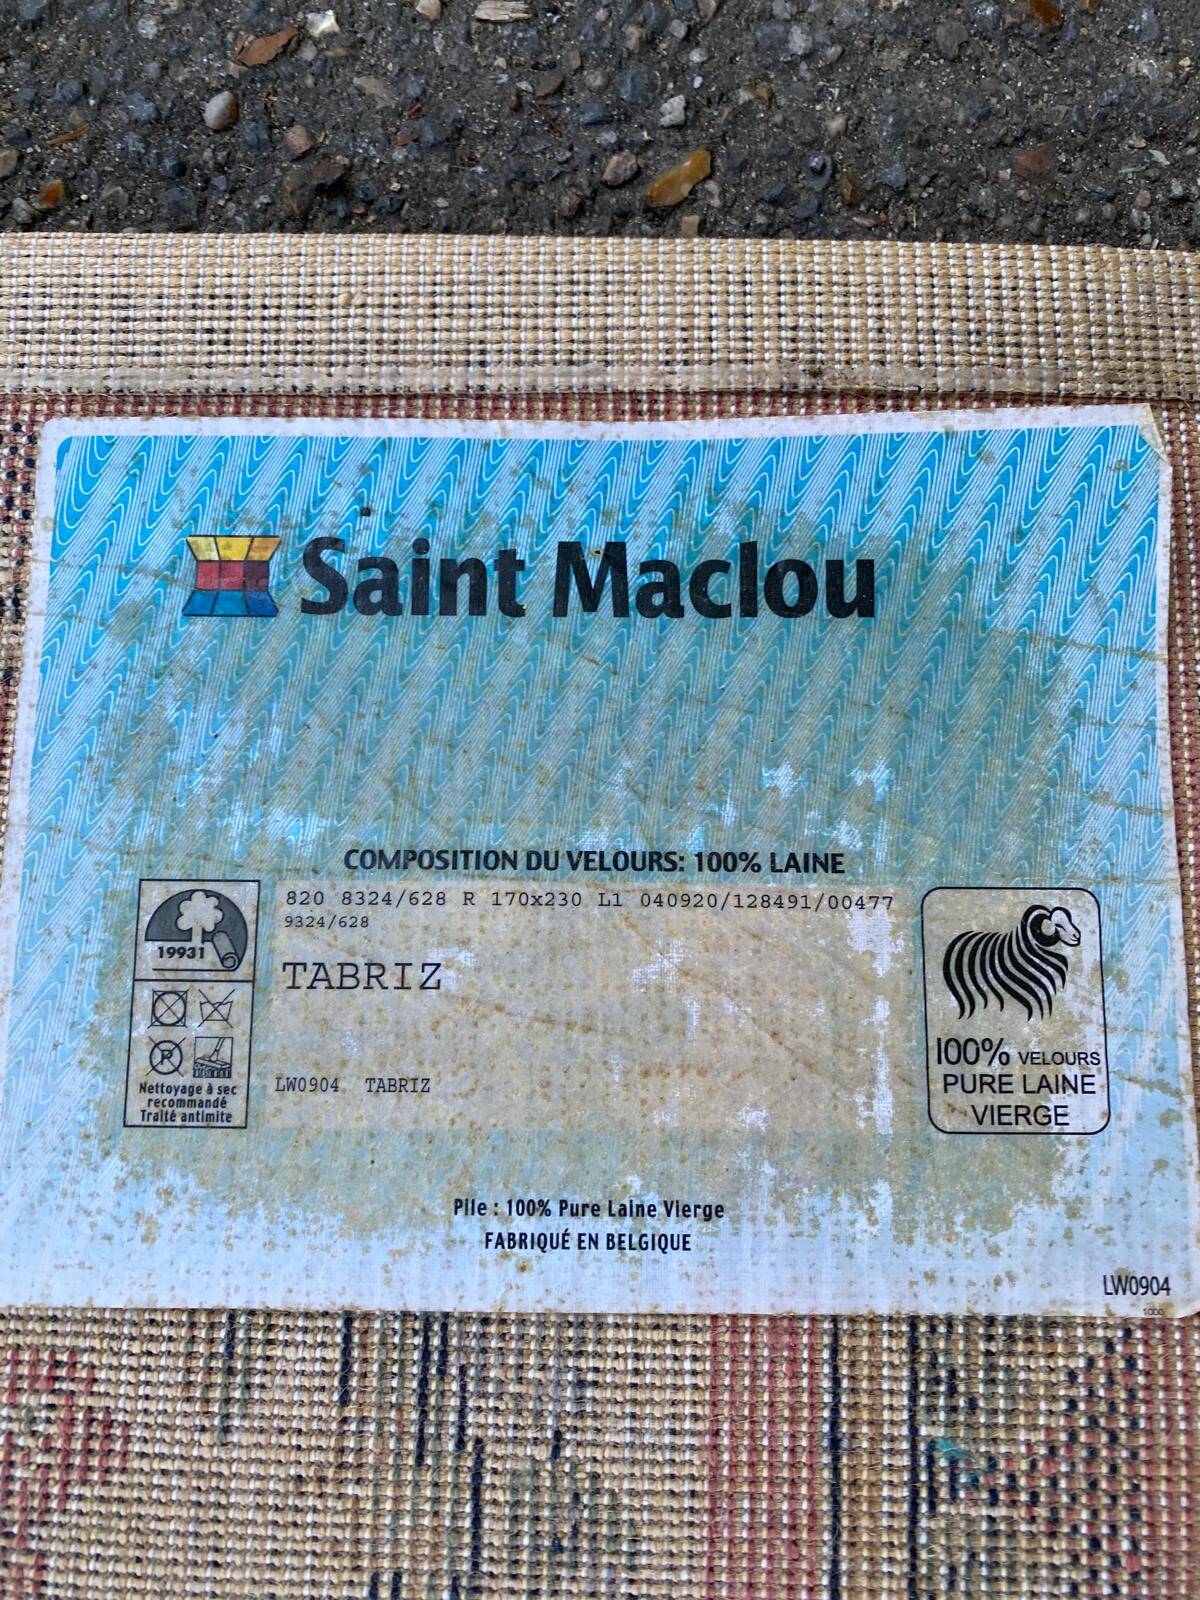 Saint Maclou
COMPOSITION DU VELOURS: 100% LAINE
820 8324/628 R 170x230 L1 040920/128491/00477
9324/628
19931
TABRIZ
R
Nettoyage à sec
recommandé
Traité antimite
LW0904 TABRIZ
100% VELOURS
PURE LAINE
VIERGE
Pile : 100% Pure Laine Vierge
FABRIQUÉ EN BELGIQUE
LW0904
1000